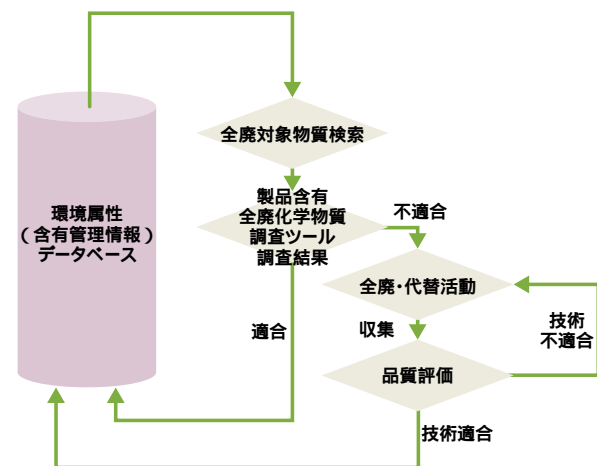 環境属性
（含有管理情報）
データベース
全廃対象物質検索
製品含有
全廃化学物質
調査ツール
調査結果
不適合
適合
全廃・代替活動
収集
技術
不適合
品質評価
技術適合